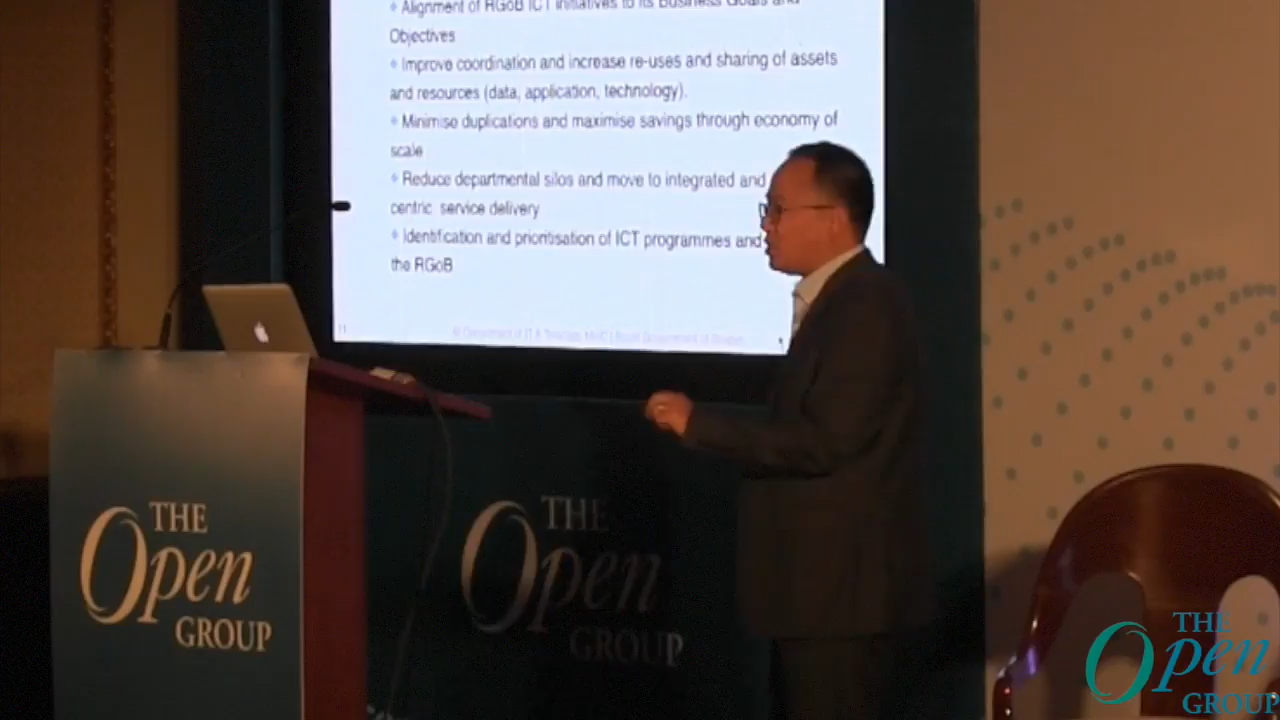 Alignment of RGoB ICT initiatives to its Business Goals and
Objectives
Improve coordination and increase re-uses and sharing of assets
and resources (data, application, technology).
Minimise duplications and maximise savings through economy of
scale
Reduce departmental silos and move to integrated and
centric service delivery
Identification and prioritisation of ICT programmes and
the RGoB
11
THE
Open
GROUP
THE
Open
GROUP
THE
Open
GROUP